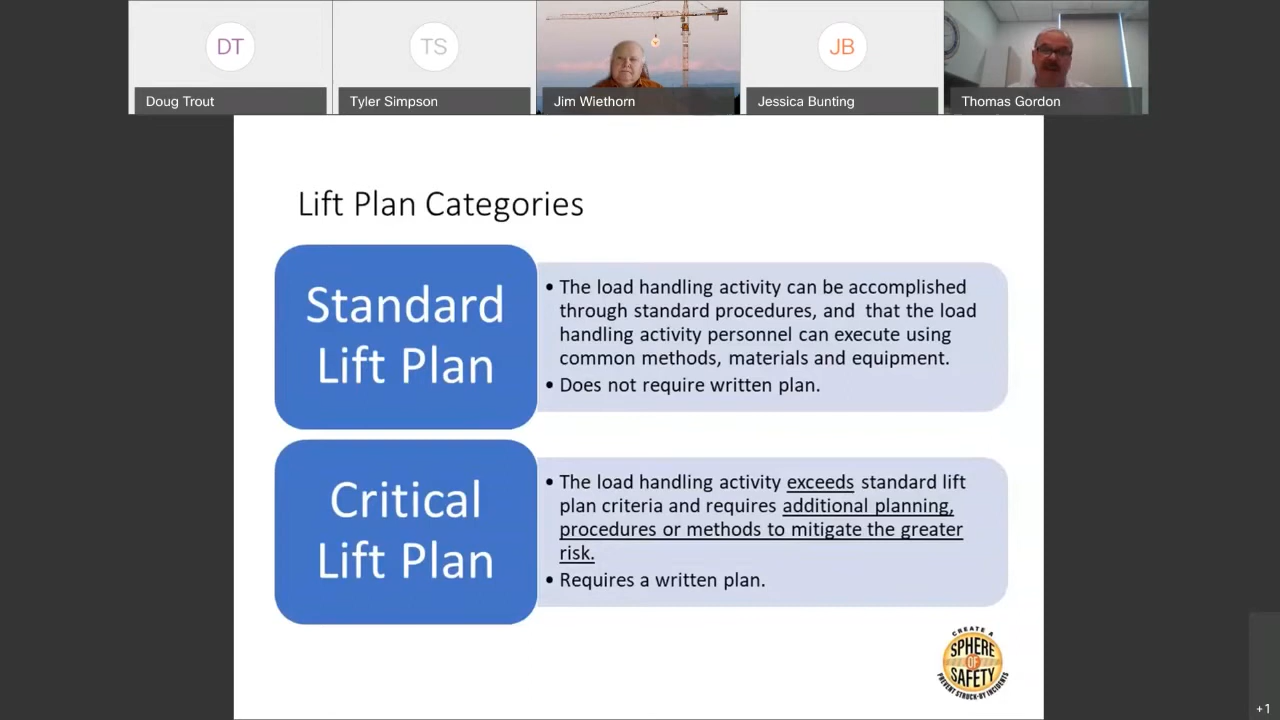 DT
TS
JB
Doug Trout
Tyler Simpson
Jim Wiethorn
Jessica Bunting
Thomas Gordon
Lift Plan Categories
Standard
Lift Plan
• The load handling activity can be accomplished
through standard procedures, and that the load
handling activity personnel can execute using
common methods, materials and equipment.
• Does not require written plan.
Critical
Lift Plan
• The load handling activity exceeds standard lift
plan criteria and requires additional planning,
procedures or methods to mitigate the greater
risk.
• Requires a written plan.
CREATE A
SPHERE
OF
SAFETY
PREVENT STRUCK-BY INCIDENTS
+1